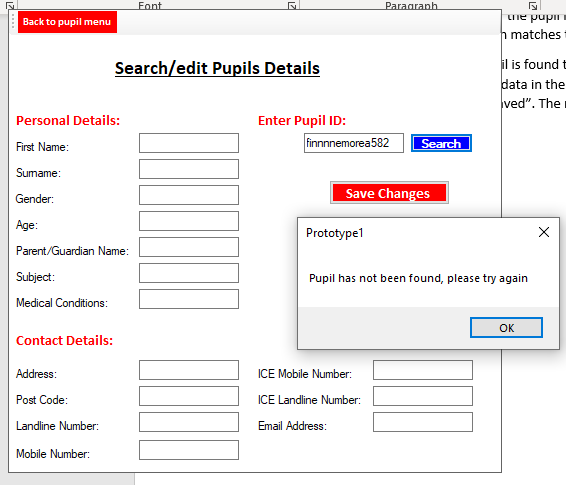 Font Paragraph
Back to pupil menu
the pupil
n matches t
Search/edit Pupils Details
il is found t
data in the
ved”. The
Personal Details:
Enter Pupil ID:
First Name:
finnnnemorea582
Search
Surname:
Gender:
Save Changes
Age:
Prototype1
Parent/Guardian Name:
Subject:
Pupil has not been found, please try again
Medical Conditions:
OK
Contact Details:
Address:
ICE Mobile Number:
Post Code:
ICE Landline Number:
Landline Number:
Email Address:
Mobile Number: